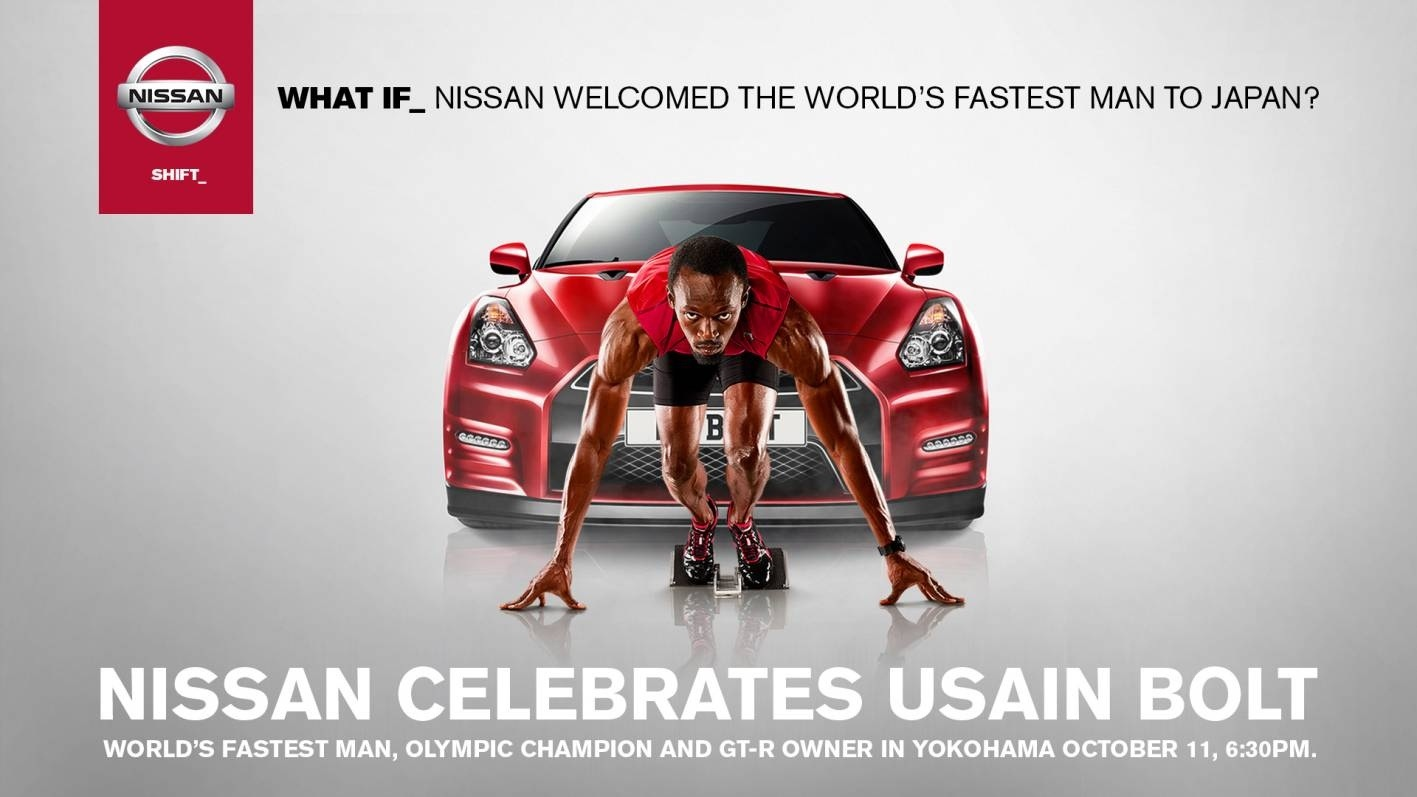 NISSAN
SHIFT_
WHAT IF_ NISSAN WELCOMED THE WORLD'S FASTEST MAN TO JAPAN?
NISSAN CELEBRATES USAIN BOLT
WORLD'S FASTEST MAN, OLYMPIC CHAMPION AND GT-R OWNER IN YOKOHAMA OCTOBER 11, 6:30PM.